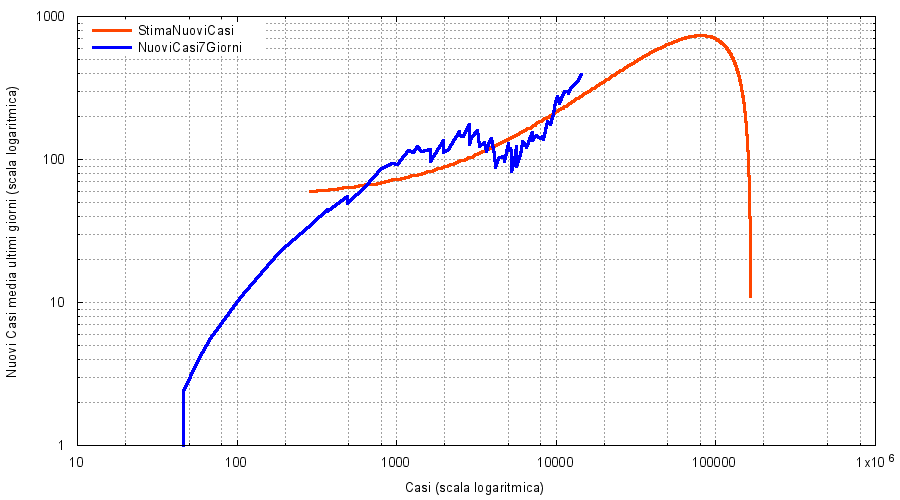 StimaNuoviCasi
NuoviCasi7Giorni
Nuovi Casi media ultimi giorni (scala logaritmica)
1000
100
10
1
10
100
1000
10000
100000
1x10 6
Casi (scala logaritmica)